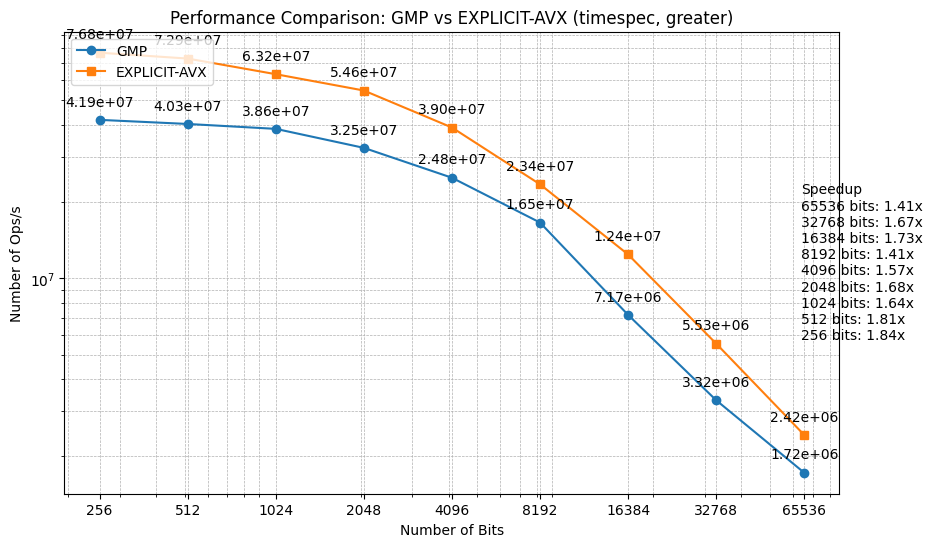 Performance Comparison: GMP vs EXPLICIT-AVX (timespec, greater)
GMP
EXPLICIT-AVX
7.68e+07
7.29e+07
6.32e+07
5.46e+07
3.90e+07
2.34e+07
1.24e+07
5.53e+06
2.42e+06
4.19e+07
4.03e+07
3.86e+07
3.25e+07
2.48e+07
1.65e+07
7.17e+06
3.32e+06
1.72e+06
Speedup
65536 bits: 1.41x
32768 bits: 1.67x
16384 bits: 1.73x
8192 bits: 1.41x
4096 bits: 1.57x
2048 bits: 1.68x
1024 bits: 1.64x
512 bits: 1.81x
256 bits: 1.84x
Number of Ops/s
10⁷
256 512 1024 2048 4096 8192 16384 32768 65536
Number of Bits